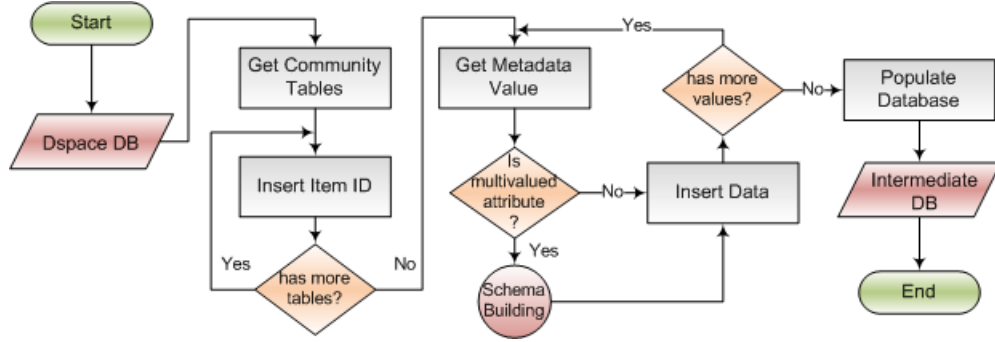 Start
Dspace DB
Get Community
Tables
Insert Item ID
has more
tables?
Yes
No
Get Metadata
Value
Is
multivalued
attribute
?
No
Yes
Schema
Building
Insert Data
has more
values?
Yes
No
Populate
Database
Intermediate
DB
End